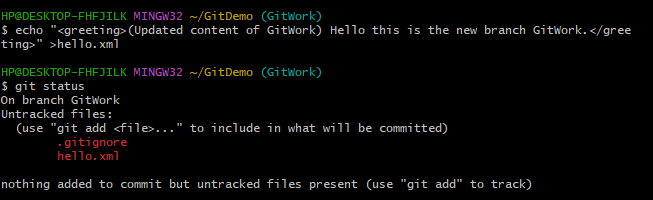 HP@DESKTOP-FHFJILK MINGW32 ~/GitDemo (GitWork)
$ echo "<greeting>(Updated content of GitWork) Hello this is the new branch GitWork.</gree
ting>" >hello.xml
HP@DESKTOP-FHFJILK MINGW32 ~/GitDemo (GitWork)
$ git status
On branch GitWork
Untracked files:
  (use "git add <file>..." to include in what will be committed)
        .gitignore
        hello.xml
nothing added to commit but untracked files present (use "git add" to track)